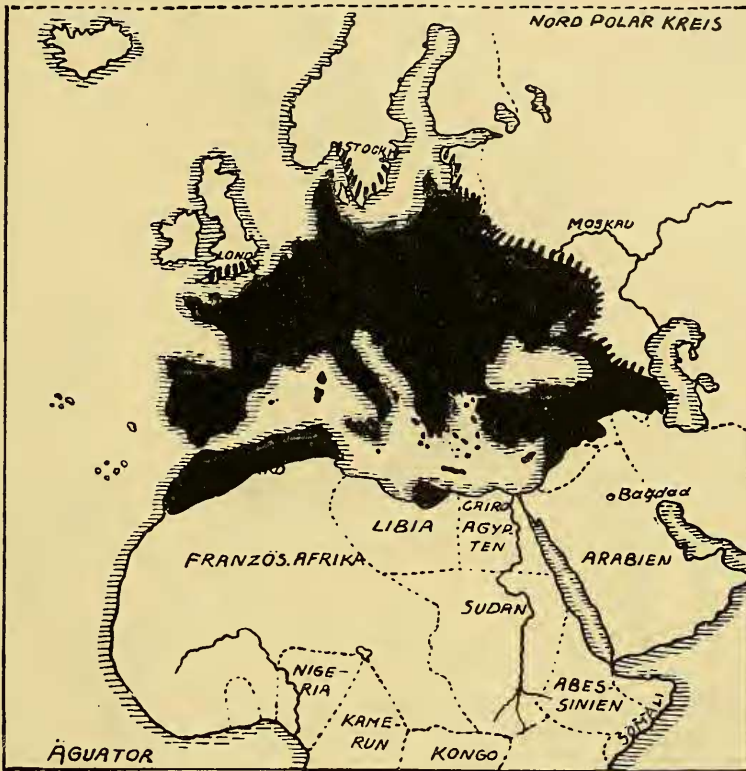 NORD POLAR KREIS
STOCKH
MOSKAU
LOND
Bagdad
CAIRO
LIBIA
ÄGYP-
TEN
FRANZÖS. AFRIKA
ARABIEN
SUDAN
NIGE-
RIA
ABES-
SINIEN
SOMALI
KAME
RUN
KONGO
ÄGUATOR